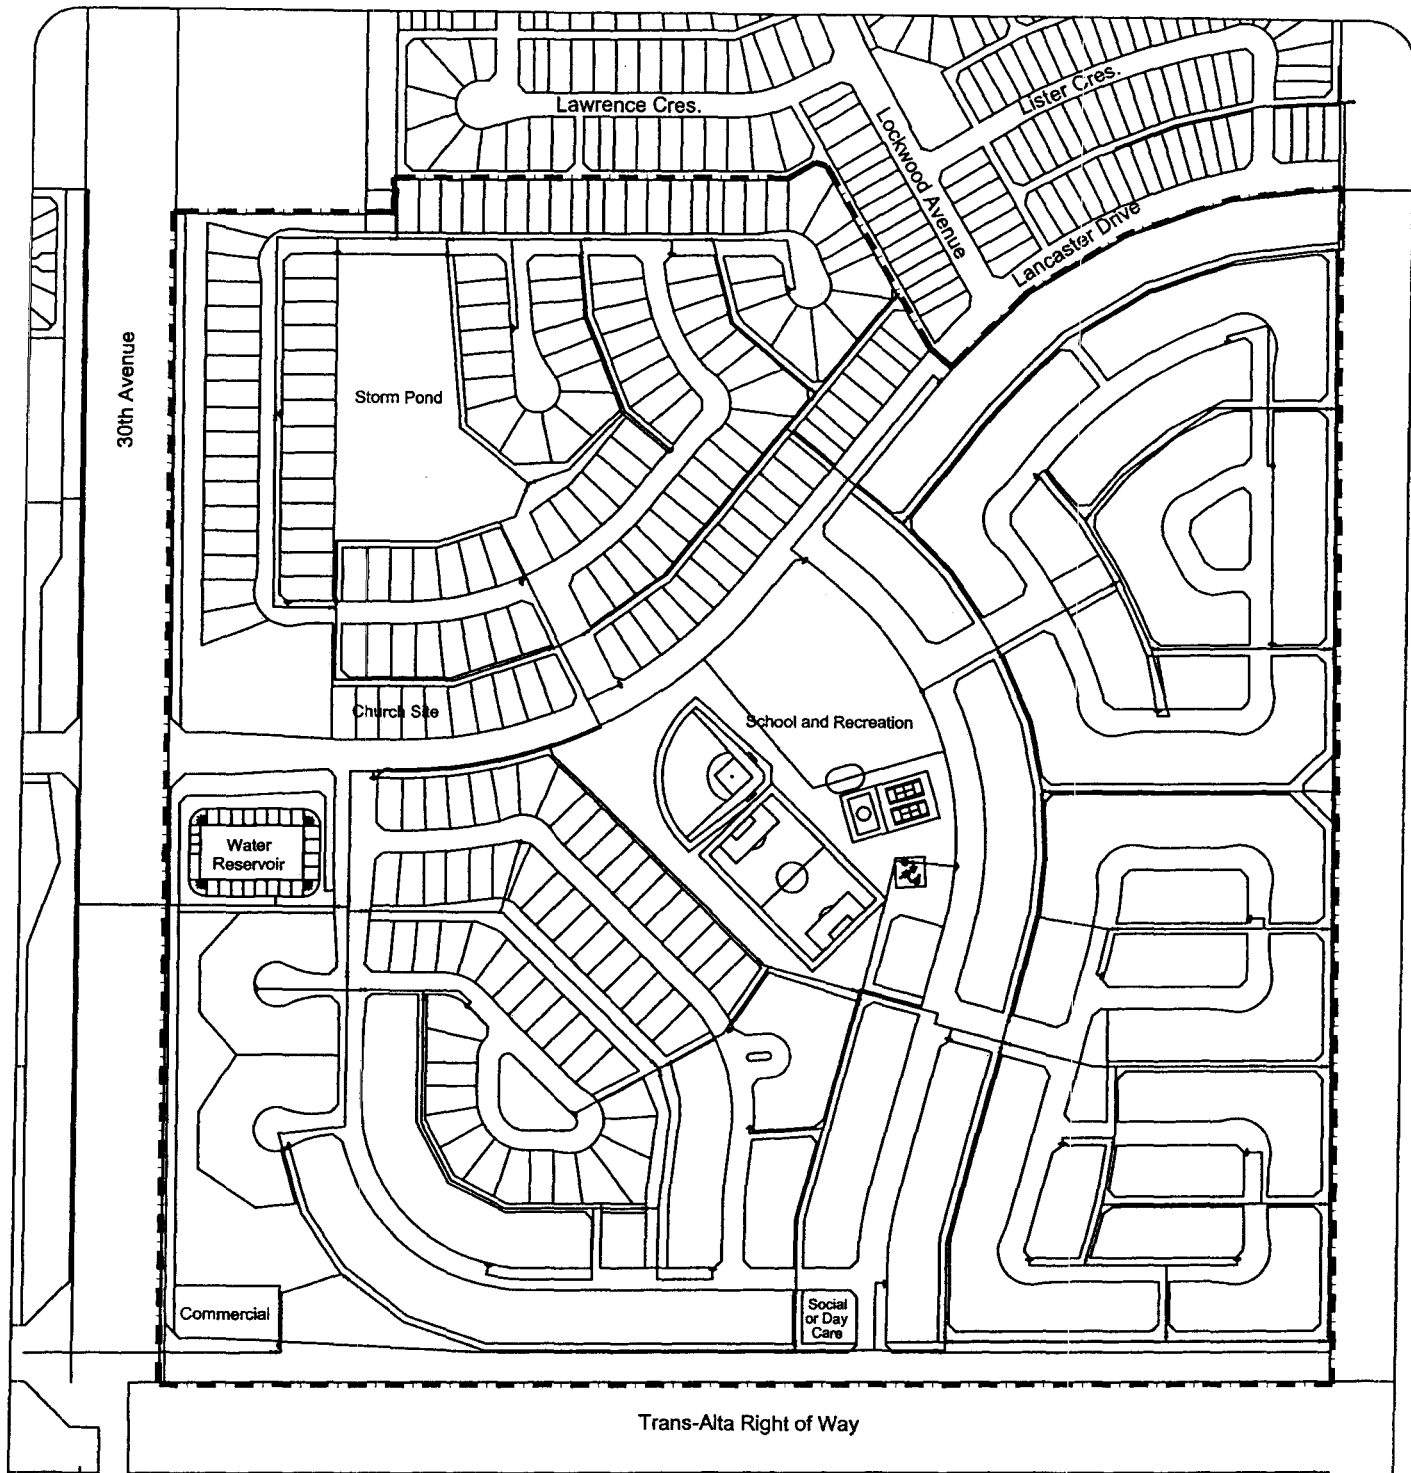 Lawrence Cres.
Lister Cres.
Lockwood Avenue
Lancaster Drive
30th Avenue
Storm Pond
Church Site
School and Recreation
Water
Reservoir
Commercial
Social
or Day
Care
Trans-Alta Right of Way